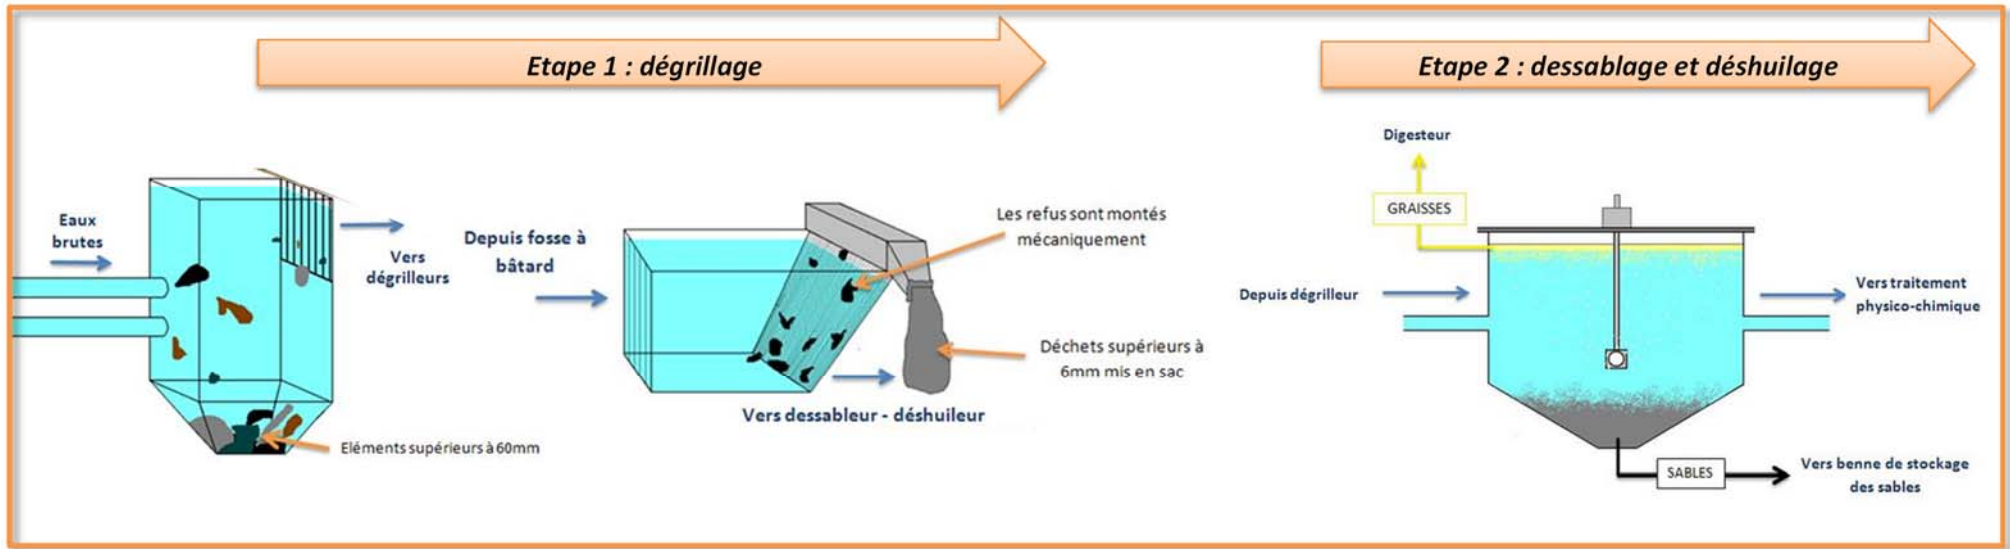 Etape 1 : dégrillage
Etape 2 : dessablage et déshuilage
Eaux
brutes
Vers
dégrilleurs
Eléments supérieurs à 60mm
Depuis fosse à
bâtard
Les refus sont montés
mécaniquement
Déchets supérieurs à
6mm mis en sac
Vers dessableur - déshuileur
Digesteur
GRAISSES
Depuis dégrilleur
Vers traitement
physico-chimique
SABLES
Vers benne de stockage
des sables